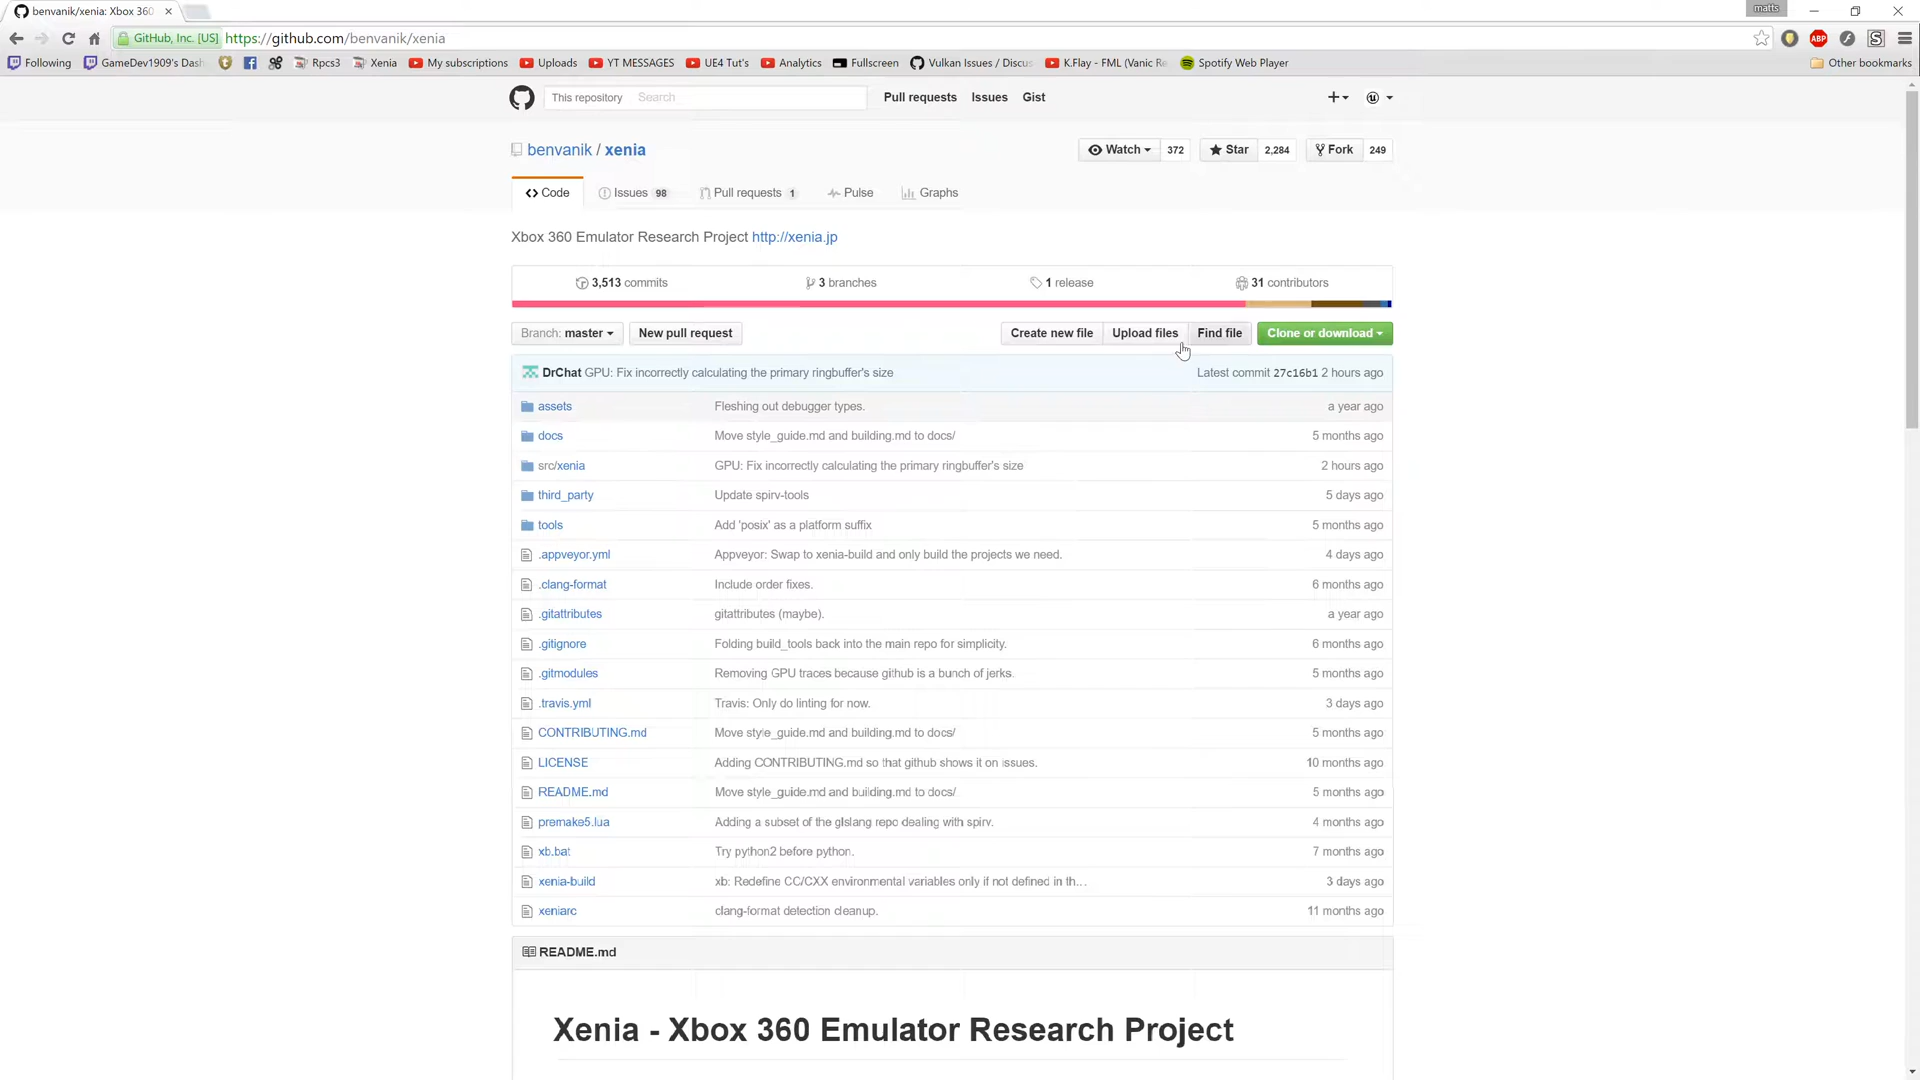 benvanik/xenia: Xbox 360
matts
GitHub, Inc. [US] https://github.com/benvanik/xenia
ABP
Following GameDev1909's Dash Rpcs3 Xenia My subscriptions Uploads YT MESSAGES UE4 Tut's Analytics Fullscreen Vulkan Issues / Discus K.Flay - FML (Vanic Re Spotify Web Player Other bookmarks
This repository Search Pull requests Issues Gist
benvanik / xenia Watch 372 Star 2,284 Fork 249
Code Issues 98 Pull requests 1 Pulse Graphs
Xbox 360 Emulator Research Project http://xenia.jp
3,513 commits 3 branches 1 release 31 contributors
Branch: master New pull request Create new file Upload files Find file Clone or download
DrChat GPU: Fix incorrectly calculating the primary ringbuffer's size Latest commit 27c16b1 2 hours ago
assets Fleshing out debugger types. a year ago
docs Move style_guide.md and building.md to docs/ 5 months ago
src/xenia GPU: Fix incorrectly calculating the primary ringbuffer's size 2 hours ago
third_party Update spirv-tools 5 days ago
tools Add 'posix' as a platform suffix 5 months ago
.appveyor.yml Appveyor: Swap to xenia-build and only build the projects we need. 4 days ago
.clang-format Include order fixes. 6 months ago
.gitattributes gitattributes (maybe). a year ago
.gitignore Folding build_tools back into the main repo for simplicity. 6 months ago
.gitmodules Removing GPU traces because github is a bunch of jerks. 5 months ago
.travis.yml Travis: Only do linting for now. 3 days ago
CONTRIBUTING.md Move style_guide.md and building.md to docs/ 5 months ago
LICENSE Adding CONTRIBUTING.md so that github shows it on issues. 10 months ago
README.md Move style_guide.md and building.md to docs/ 5 months ago
premake5.lua Adding a subset of the glslang repo dealing with spirv. 4 months ago
xb.bat Try python2 before python. 7 months ago
xenia-build xb: Redefine CC/CXX environmental variables only if not defined in th… 3 days ago
xeniarc clang-format detection cleanup. 11 months ago
README.md
Xenia - Xbox 360 Emulator Research Project